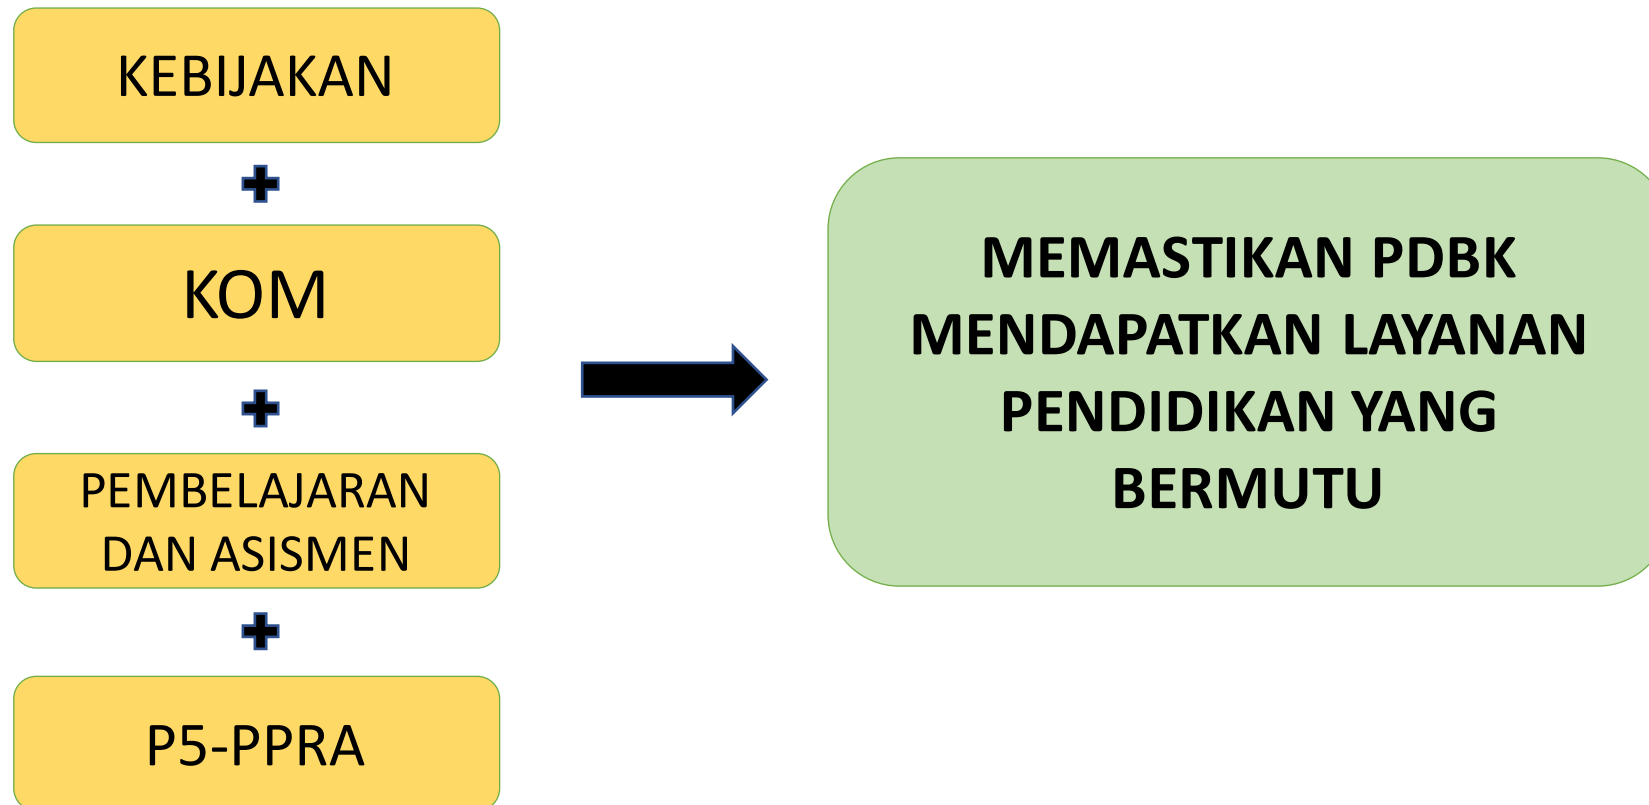 KEBIJAKAN
KOM
PEMBELAJARAN
DAN ASISMEN
P5-PPRA
MEMASTIKAN PDBK
MENDAPATKAN LAYANAN
PENDIDIKAN YANG
BERMUTU